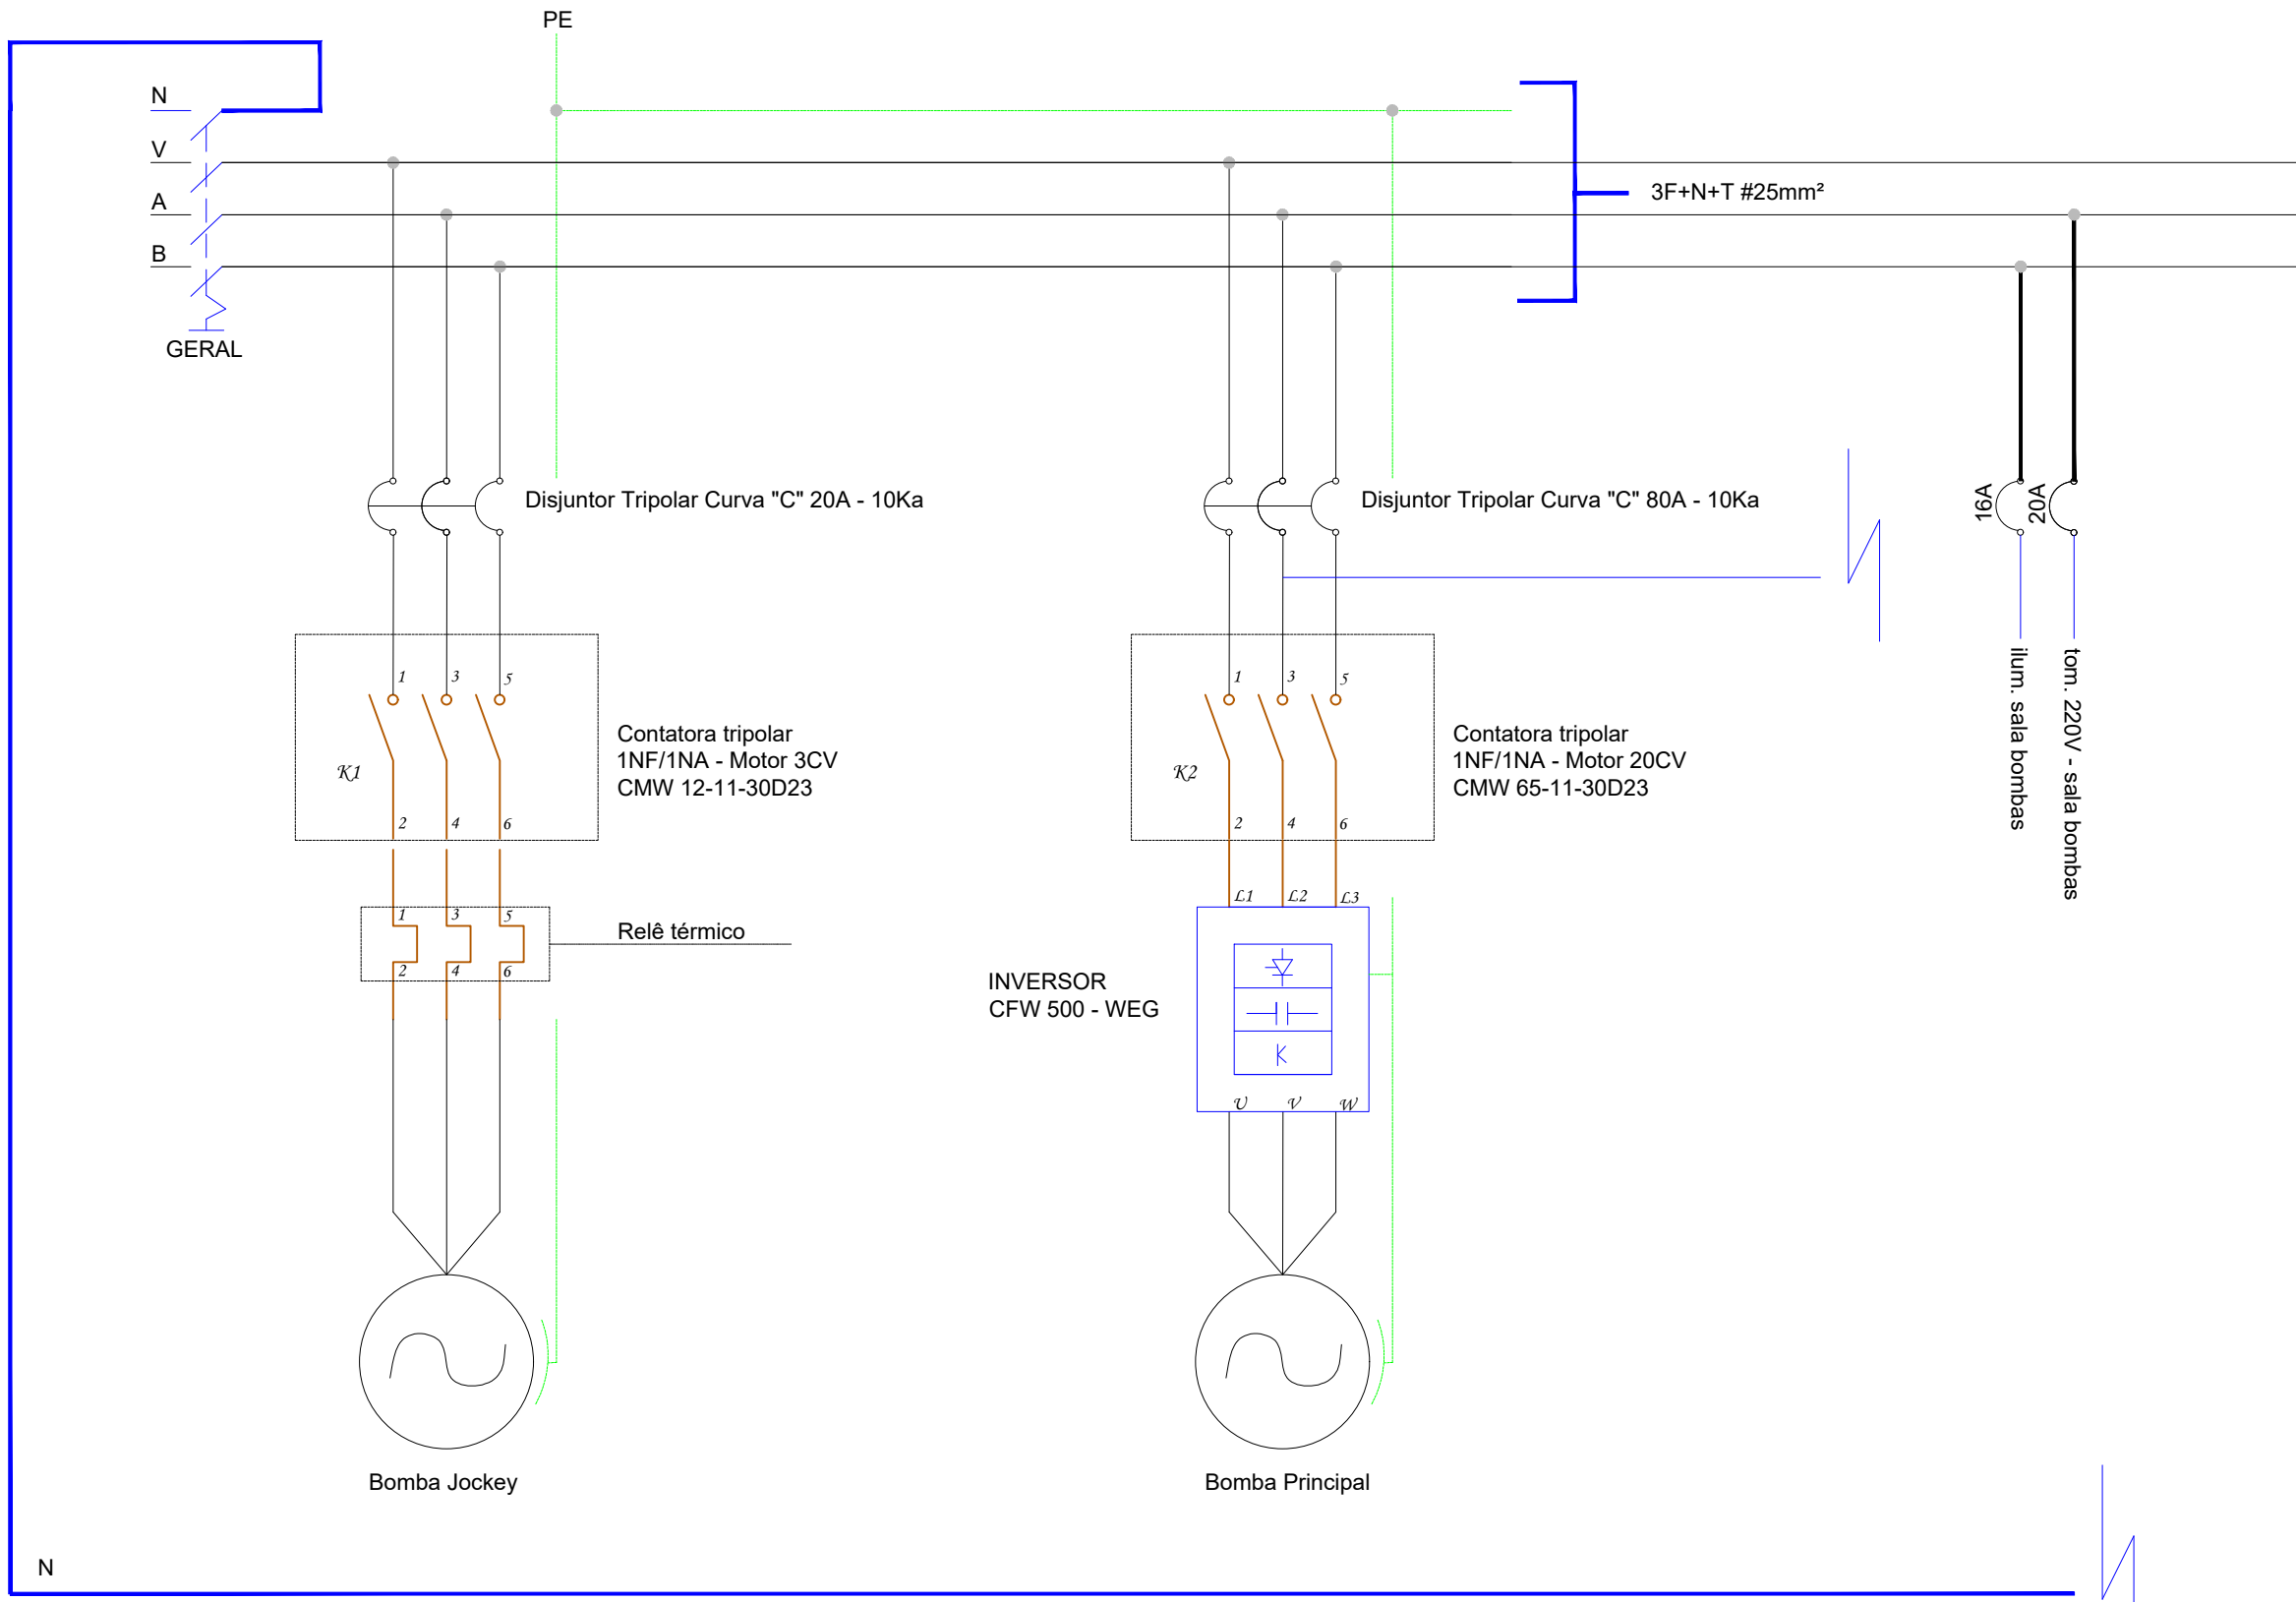 PE
N
V
A
B
GERAL
3F+N+T #25mm²
Disjuntor Tripolar Curva "C" 20A - 10Ka
Disjuntor Tripolar Curva "C" 80A - 10Ka
16A
20A
1
3
5
K1
2
4
6
Contatora tripolar
1NF/1NA - Motor 3CV
CMW 12-11-30D23
1
3
5
K2
2
4
6
Contatora tripolar
1NF/1NA - Motor 20CV
CMW 65-11-30D23
ilum. sala bombas
tom. 220V - sala bombas
1
3
5
2
4
6
Relê térmico
L1
L2
L3
INVERSOR
CFW 500 - WEG
U
V
W
Bomba Jockey
Bomba Principal
N